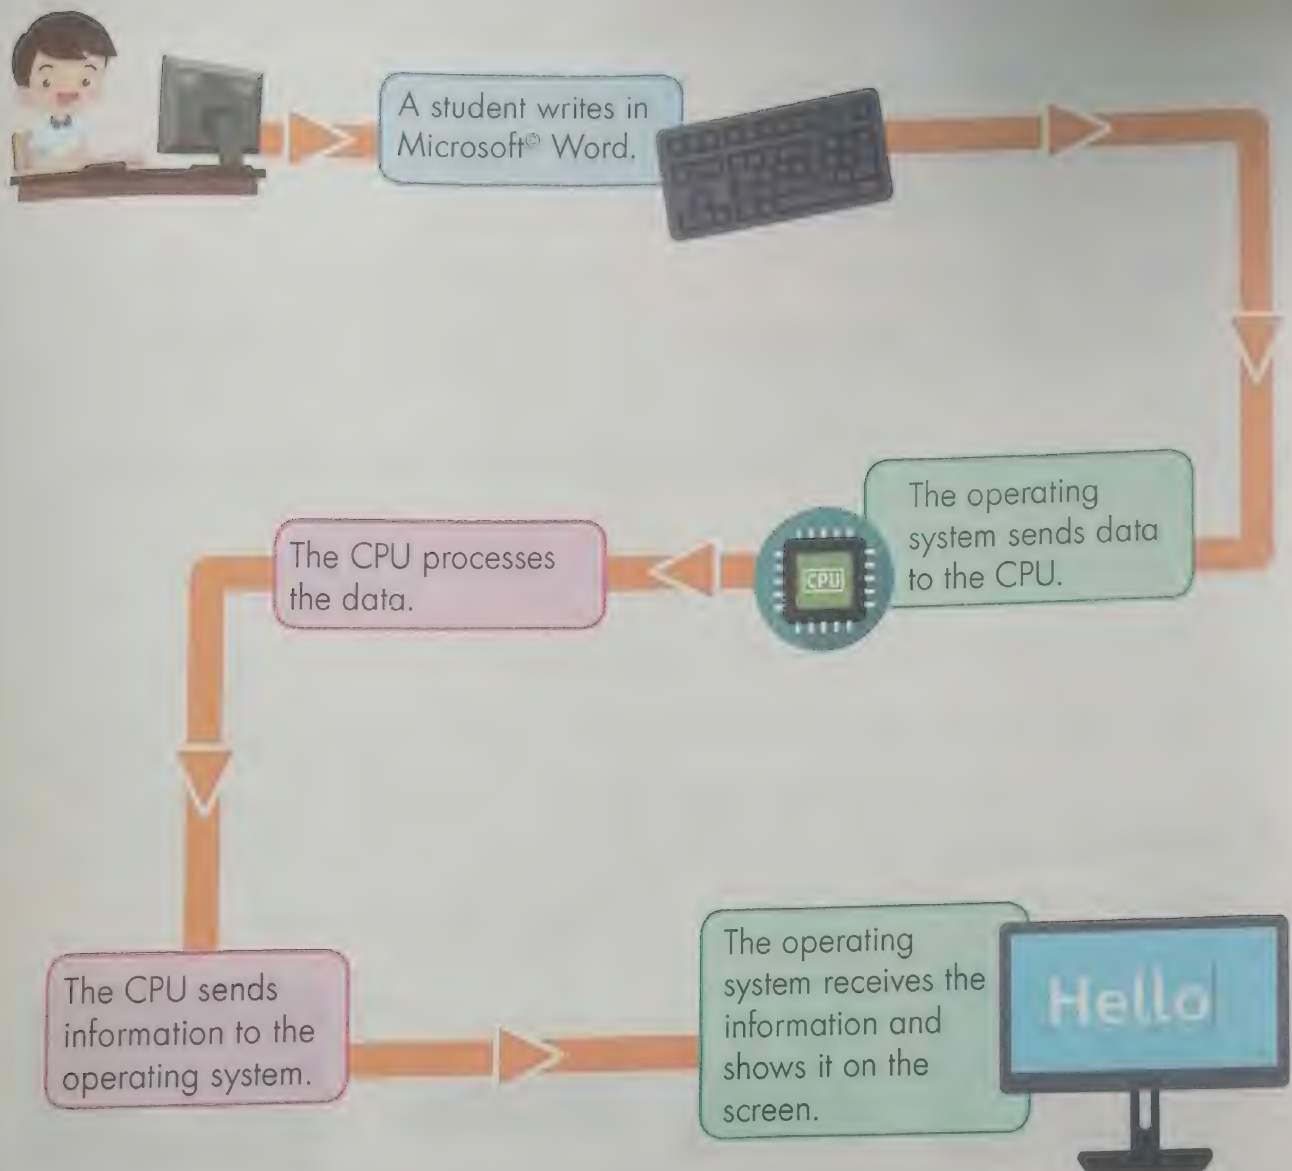 A student writes in
Microsoft© Word.
The operating
system sends data
to the CPU.
CPU
The CPU processes
the data.
The CPU sends
information to the
operating system.
The operating
system receives the
information and
shows it on the
screen.
Hello